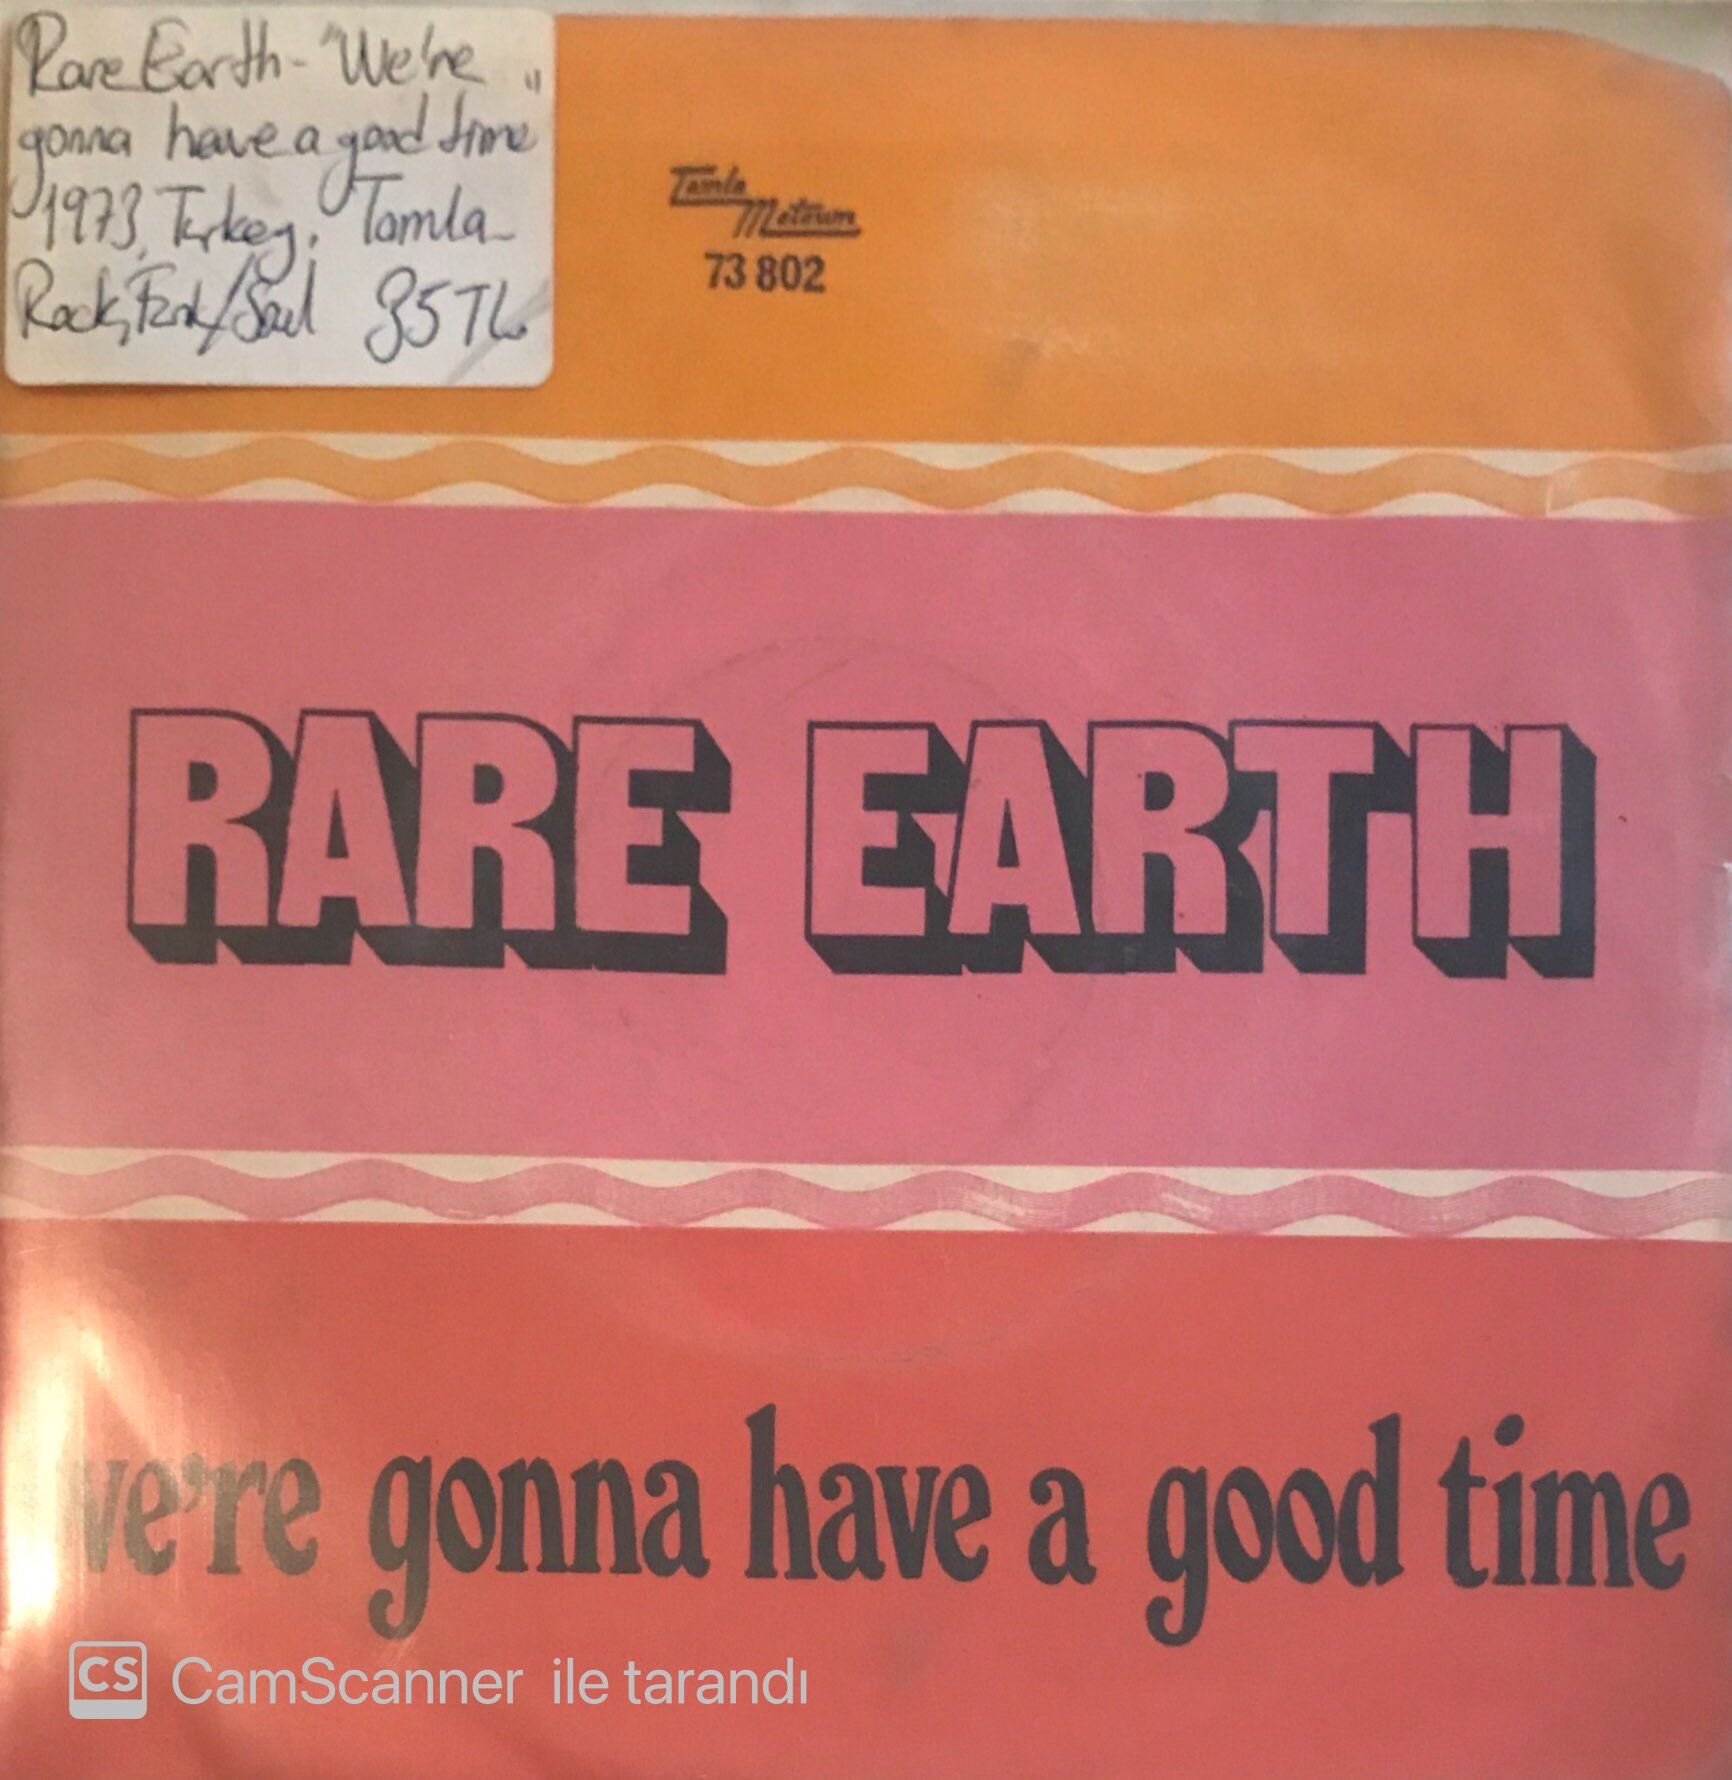 Rare Earth - "We're
gonna have a good time"
1973, Turkey, Tamla
Rock, Funk/Soul 35 TL.
Tamla
Motown
73 802
RARE EARTH
we're gonna have a good time
CS CamScanner ile tarandı